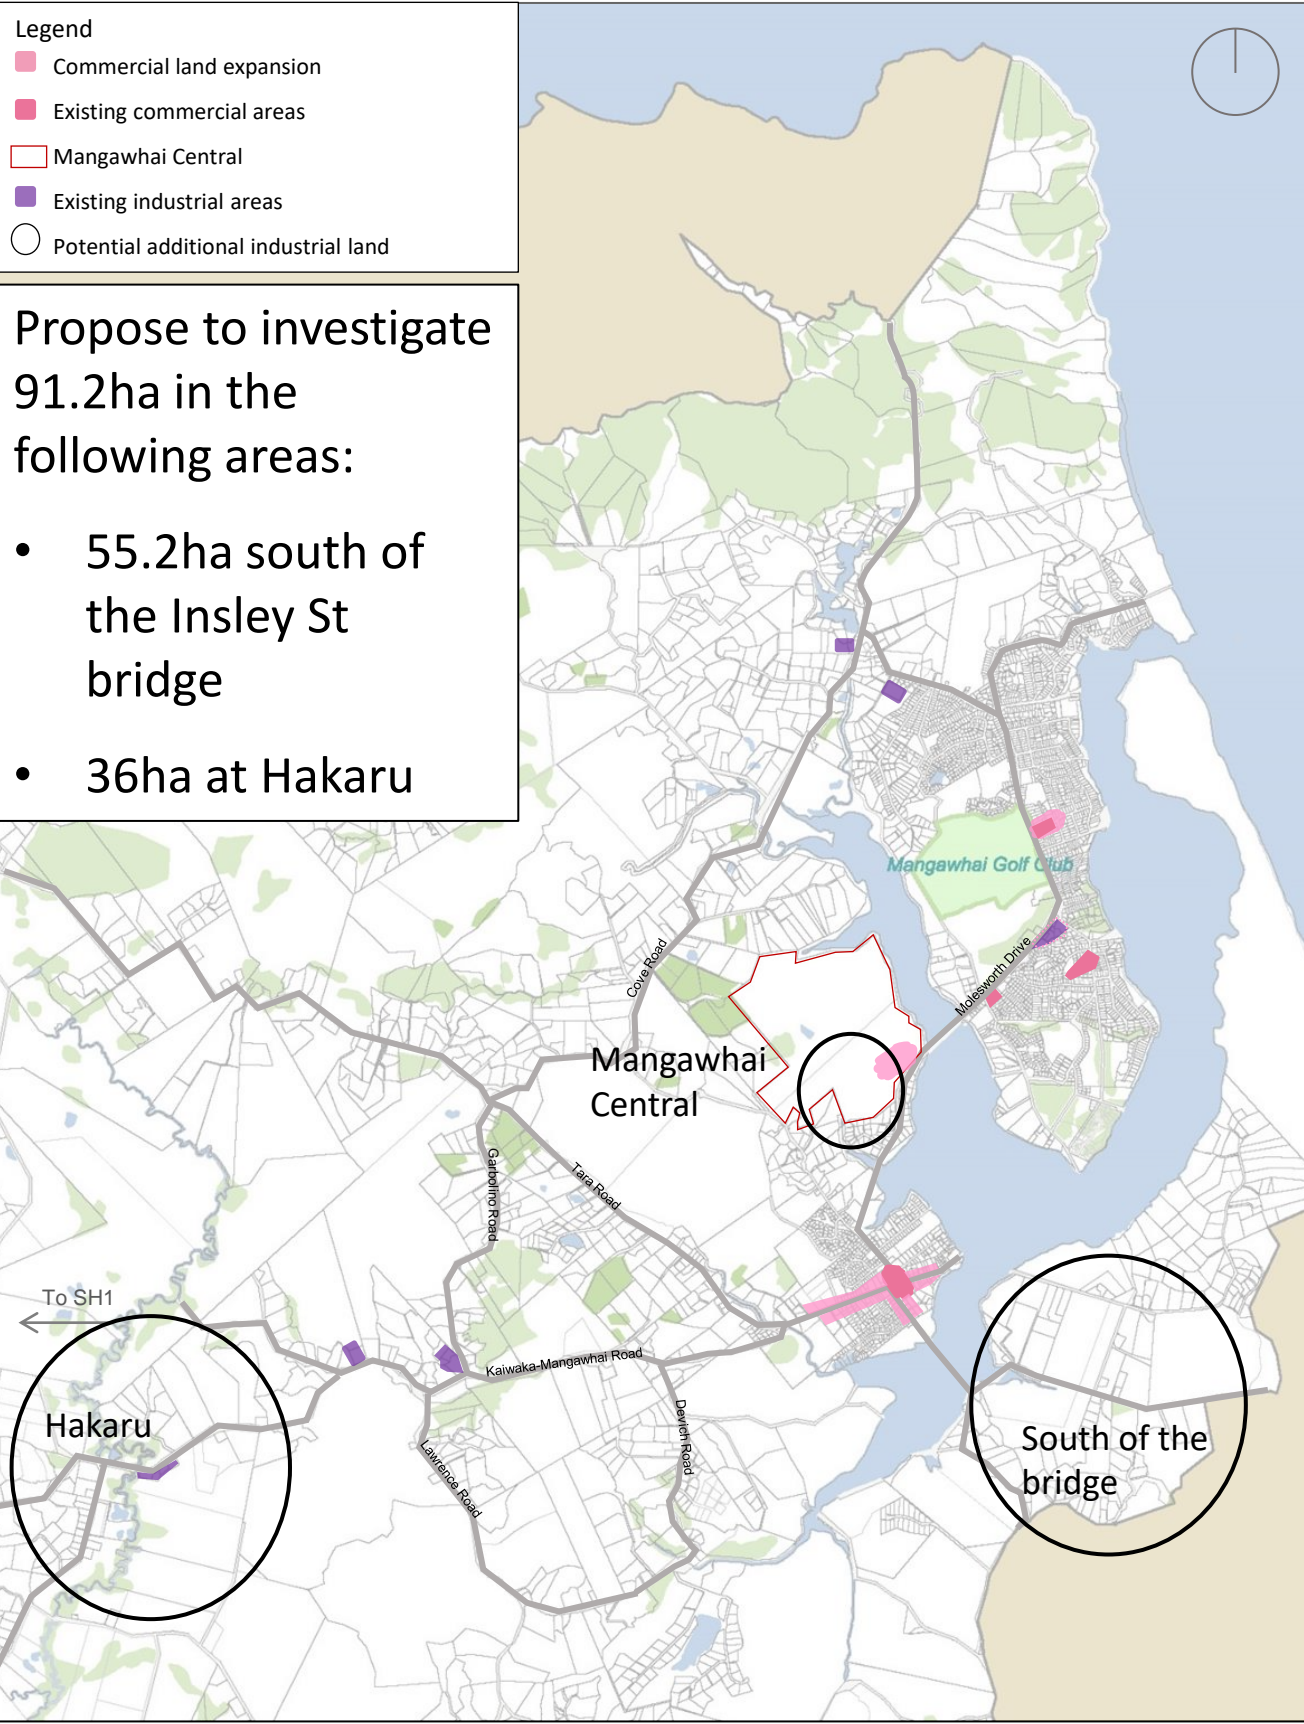 Legend
Commercial land expansion
Existing commercial areas
Mangawhai Central
Existing industrial areas
Potential additional industrial land
Propose to investigate
91.2ha in the
following areas:
• 55.2ha south of
the Insley St
bridge
• 36ha at Hakaru
Mangawhai Golf Club
Molesworth Drive
Cove Road
Mangawhai
Central
Garbolino Road
Tara Road
To SH1
Kaiwaka-Mangawhai Road
Devich Road
Lawrence Road
Hakaru
South of the
bridge